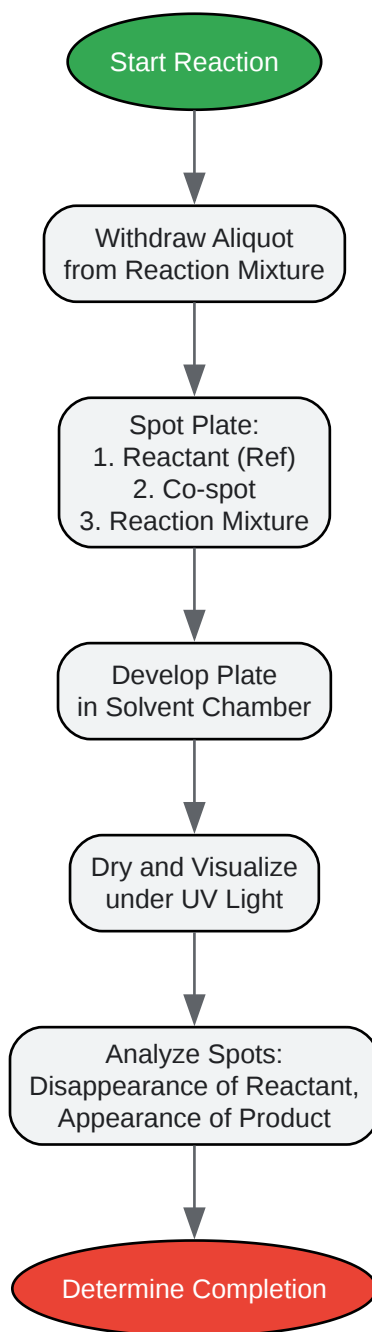 Start Reaction
Withdraw Aliquot
from Reaction Mixture
Spot Plate:
1. Reactant (Ref)
2. Co-spot
3. Reaction Mixture
Develop Plate
in Solvent Chamber
Dry and Visualize
under UV Light
Analyze Spots:
Disappearance of Reactant,
Appearance of Product
Determine Completion